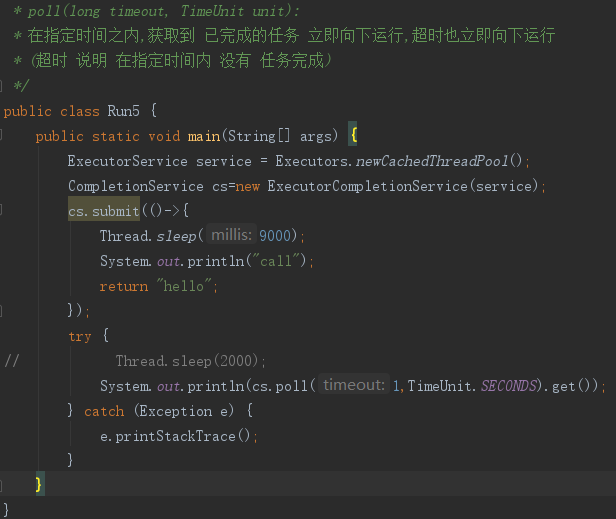 * poll(long timeout, TimeUnit unit):
* 在指定时间之内,获取到 已完成的任务 立即向下运行,超时也立即向下运行
* (超时 说明 在指定时间内 没有 任务完成)
*/
public class Run5 {
public static void main(String[] args) {
ExecutorService service = Executors.newCachedThreadPool();
CompletionService cs=new ExecutorCompletionService(service);
cs.submit(()->{
Thread.sleep( millis: 9000);
System.out.println("call");
return "hello";
});
try {
// Thread.sleep(2000);
System.out.println(cs.poll( timeout: 1,TimeUnit.SECONDS).get());
} catch (Exception e) {
e.printStackTrace();
}
}
}